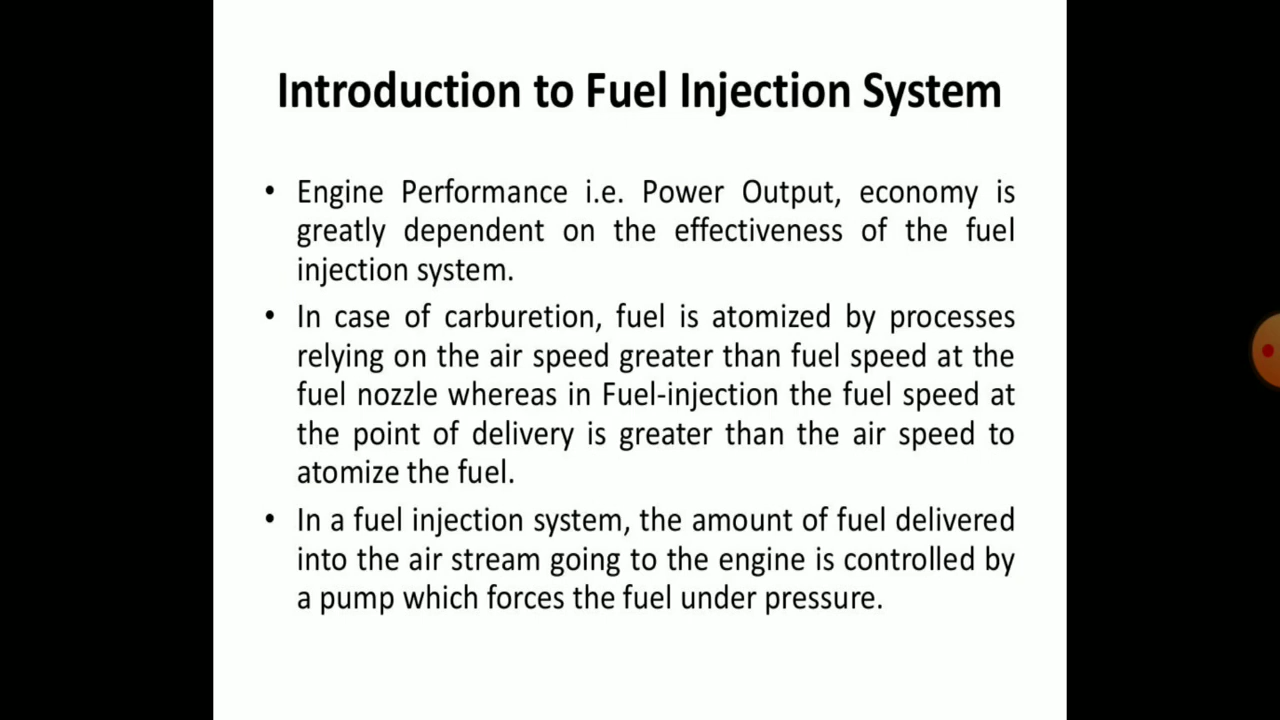 Introduction to Fuel Injection System
• Engine Performance i.e. Power Output, economy is
greatly dependent on the effectiveness of the fuel
injection system.
• In case of carburetion, fuel is atomized by processes
relying on the air speed greater than fuel speed at the
fuel nozzle whereas in Fuel-injection the fuel speed at
the point of delivery is greater than the air speed to
atomize the fuel.
• In a fuel injection system, the amount of fuel delivered
into the air stream going to the engine is controlled by
a pump which forces the fuel under pressure.